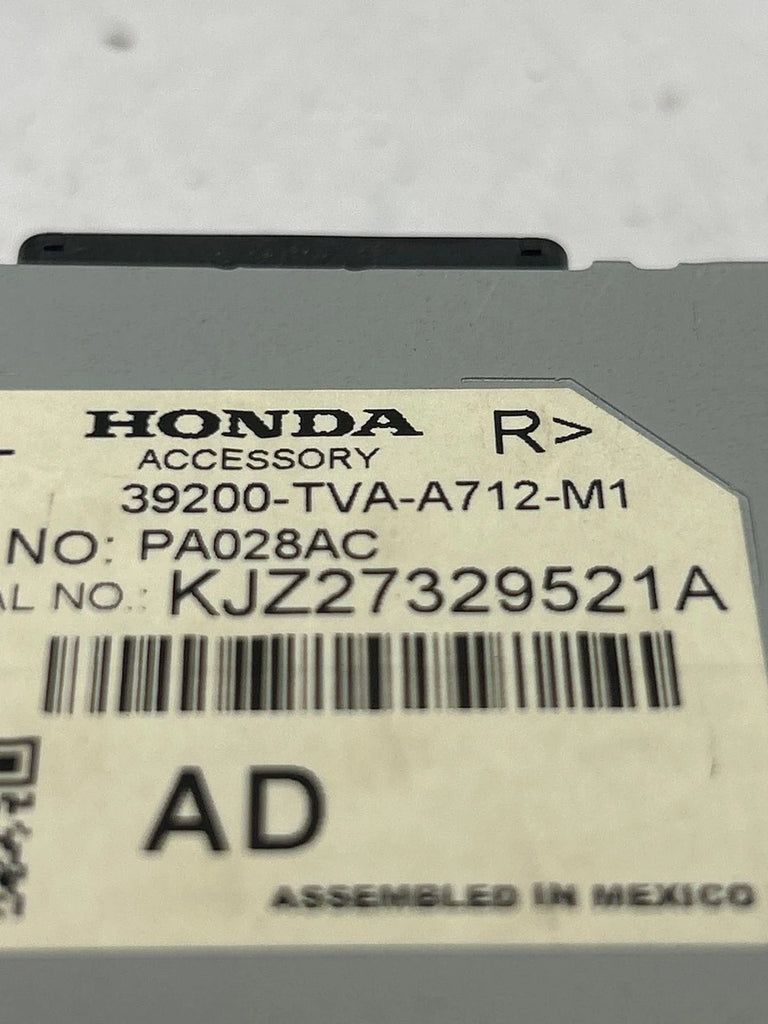 HONDA R>
ACCESSORY
39200-TVA-A712-M1
NO: PA028AC
AL NO.: KJZ27329521A
AD
ASSEMBLED IN MEXICO